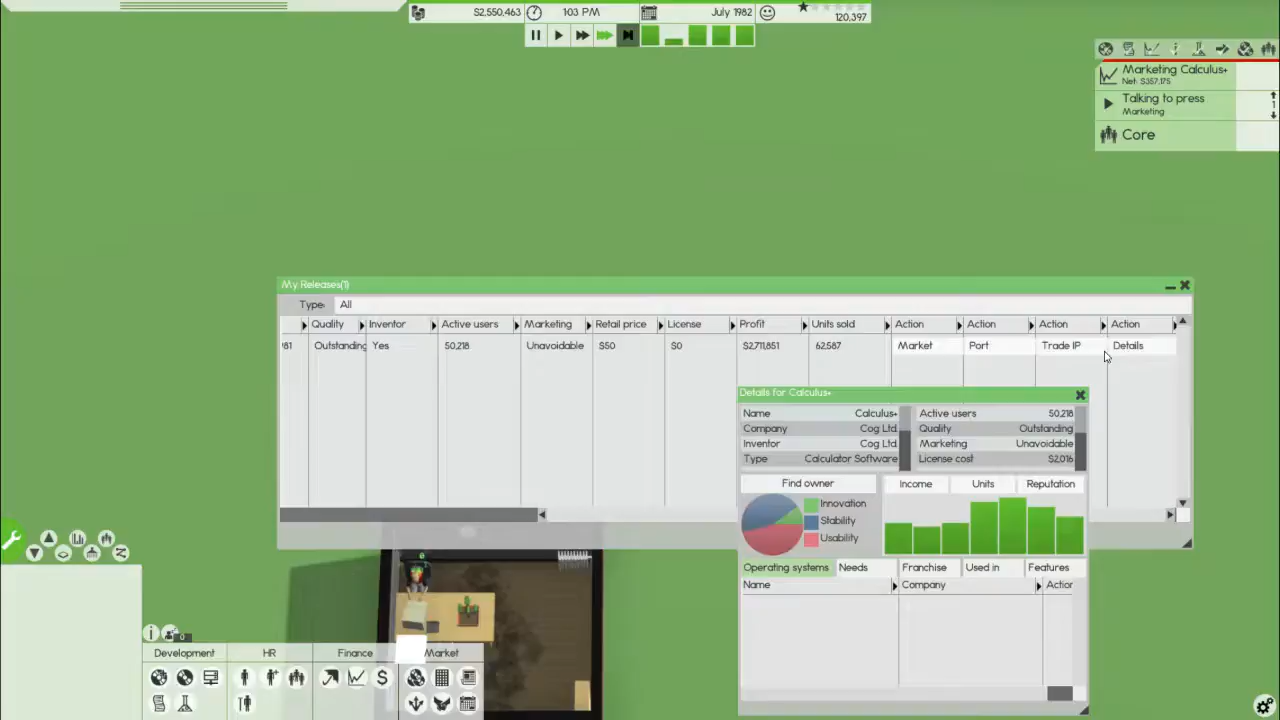 $2,550,463
1:03 PM
July 1982
120,397
Marketing Calculus+
Net: $357,175
Talking to press
Marketing
1
Core
My Releases(1)
Type: All
Quality Inventor Active users Marketing Retail price License Profit Units sold Action Action Action Action
'81 Outstanding Yes 50,218 Unavoidable $50 $0 $2,711,851 62,587 Market Port Trade IP Details
Details for Calculus+
Name Calculus+ Active users 50,218
Company Cog Ltd. Quality Outstanding
Inventor Cog Ltd. Marketing Unavoidable
Type Calculator Software License cost $2,016
Find owner Income Units Reputation
Innovation
Stability
Usability
Operating systems Needs Franchise Used in Features
Name Company Action
0
Development HR Finance Market